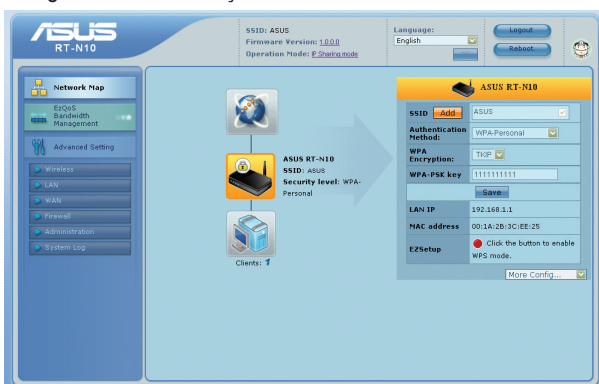 ASUS
RT-N10
SSID: ASUS
Firmware Version: 1.0.0.8
Operation Mode: IP Sharing mode
Language:
English
Logout
Reboot
Network Map
EzQoS
Bandwidth
Management
Advanced Setting
Wireless
LAN
WAN
Firewall
Administration
System Log
ASUS RT-N10
SSID: ASUS
Security level: WPA-
Personal
Clients: 1
ASUS RT-N10
SSID Add ASUS
Authentication
Method: WPA-Personal
WPA
Encryption: TKIP
WPA-PSK key 1111111111
Save
LAN IP 192.168.1.1
MAC address 00:1A:2B:3C:EE:25
EZSetup Click the button to enable
WPS mode.
More Config...